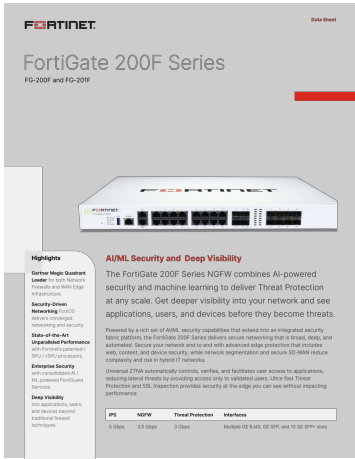 FORTINET
Data Sheet
FortiGate 200F Series
FG-200F and FG-201F
FORTINET
Highlights
Gartner Magic Quadrant
Leader for both Network
Firewalls and WAN Edge
Infrastructure.
Security-Driven
Networking FortiOS
delivers converged
networking and security.
State-of-the-Art
Unparalleled Performance
with Fortinet's patented /
SPU / vSPU processors.
Enterprise Security
with consolidated AI /
ML-powered FortiGuard
Services.
Deep Visibility
into applications, users,
and devices beyond
traditional firewall
techniques.
AI/ML Security and Deep Visibility
The FortiGate 200F Series NGFW combines AI-powered
security and machine learning to deliver Threat Protection
at any scale. Get deeper visibility into your network and see
applications, users, and devices before they become threats.
Powered by a rich set of AI/ML security capabilities that extend into an integrated security
fabric platform, the FortiGate 200F Series delivers secure networking that is broad, deep, and
automated. Secure your network end to end with advanced edge protection that includes
web, content, and device security, while network segmentation and secure SD-WAN reduce
complexity and risk in hybrid IT networks.
Universal ZTNA automatically controls, verifies, and facilitates user access to applications,
reducing lateral threats by providing access only to validated users. Ultra-fast Threat
Protection and SSL Inspection provides security at the edge you can see without impacting
performance.
IPS NGFW Threat Protection Interfaces
5 Gbps 3.5 Gbps 3 Gbps Multiple GE RJ45, GE SFP, and 10 GE SFP+ slots